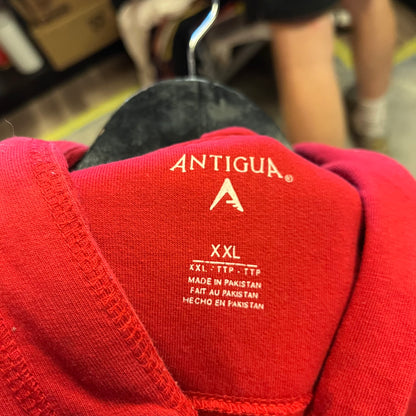 ANTIGUA®
XXL
XXL · TTP · TTP
MADE IN PAKISTAN
FAIT AU PAKISTAN
HECHO EN PAKISTAN